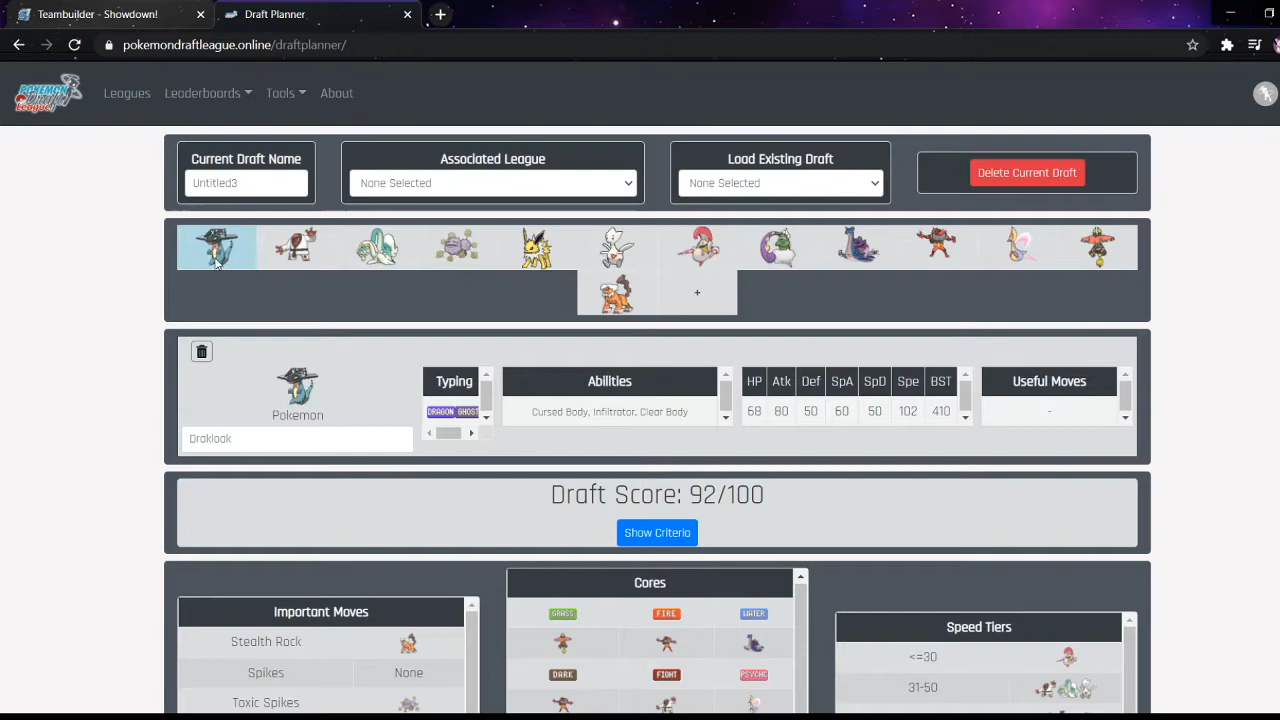 Teambuilder - Showdown!
Draft Planner
pokemondraftleague.online/draftplanner/
POKEMON DRAFT League!
Leagues
Leaderboards
Tools
About
Current Draft Name
Associated League
Load Existing Draft
Delete Current Draft
Untitled3
None Selected
None Selected
+
Typing
Abilities
HP Atk Def SpA SpD Spe BST
Useful Moves
Pokemon
DRAGON GHOST
Cursed Body, Infiltrator, Clear Body
68 80 50 60 50 102 410
-
Drakloak
Draft Score: 92/100
Show Criteria
Important Moves
Stealth Rock
Spikes None
Toxic Spikes
Cores
GRASS FIRE WATER
DARK FIGHT PSYCHC
Speed Tiers
<=30
31-50